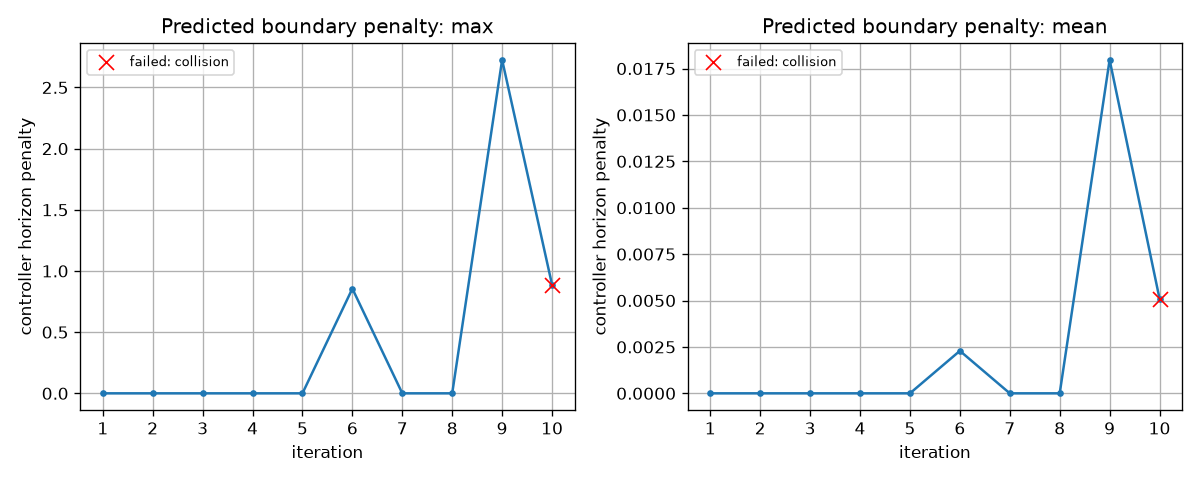 Predicted boundary penalty: max
failed: collision
controller horizon penalty
2.5
2.0
1.5
1.0
0.5
0.0
1 2 3 4 5 6 7 8 9 10
iteration
Predicted boundary penalty: mean
failed: collision
controller horizon penalty
0.0175
0.0150
0.0125
0.0100
0.0075
0.0050
0.0025
0.0000
1 2 3 4 5 6 7 8 9 10
iteration